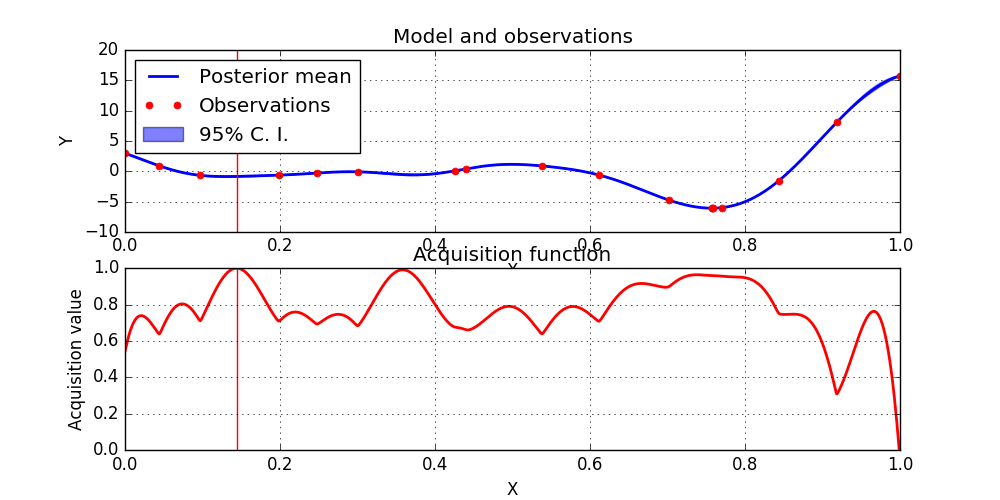 Model and observations
20
15
10
5
0
−5
−10
Y
Posterior mean
Observations
95% C. I.
0.0 0.2 0.4 0.6 0.8 1.0
X
Acquisition function
1.0
0.8
0.6
0.4
0.2
0.0
Acquisition value
0.0 0.2 0.4 0.6 0.8 1.0
X